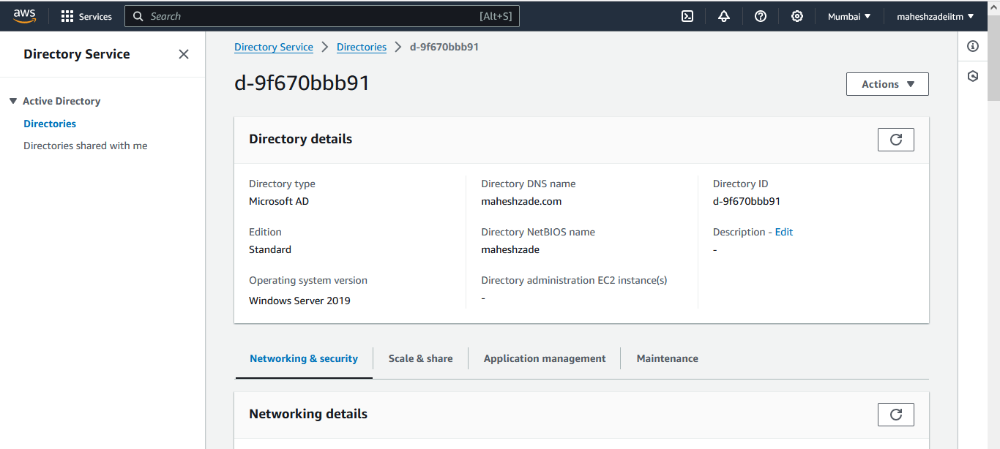 aws
Services
Search [Alt+S]
Mumbai ▼
maheshzadeiitm ▼
Directory Service
Active Directory
Directories
Directories shared with me
Directory Service > Directories > d-9f670bbb91
d-9f670bbb91
Actions ▼
Directory details
Directory type
Microsoft AD
Edition
Standard
Operating system version
Windows Server 2019
Directory DNS name
maheshzade.com
Directory NetBIOS name
maheshzade
Directory administration EC2 instance(s)
-
Directory ID
d-9f670bbb91
Description - Edit
-
Networking & security
Scale & share
Application management
Maintenance
Networking details